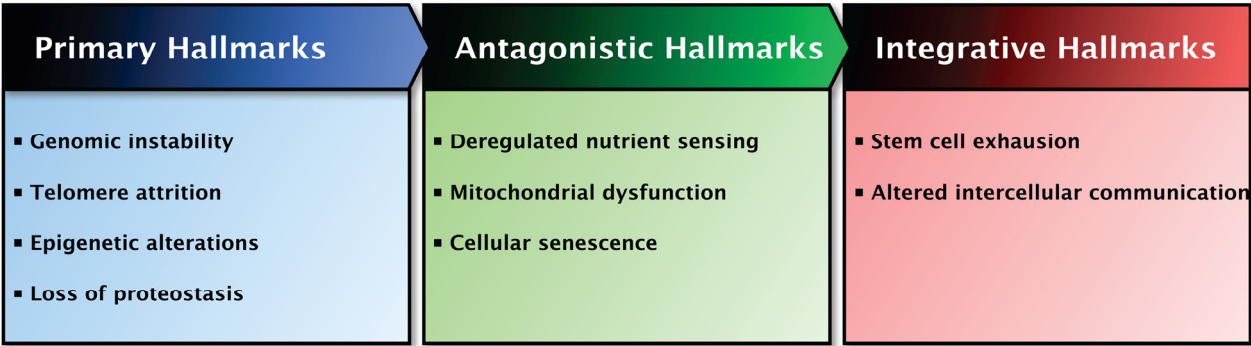 Primary Hallmarks
▪ Genomic instability
▪ Telomere attrition
▪ Epigenetic alterations
▪ Loss of proteostasis
Antagonistic Hallmarks
▪ Deregulated nutrient sensing
▪ Mitochondrial dysfunction
▪ Cellular senescence
Integrative Hallmarks
▪ Stem cell exhausion
▪ Altered intercellular communication